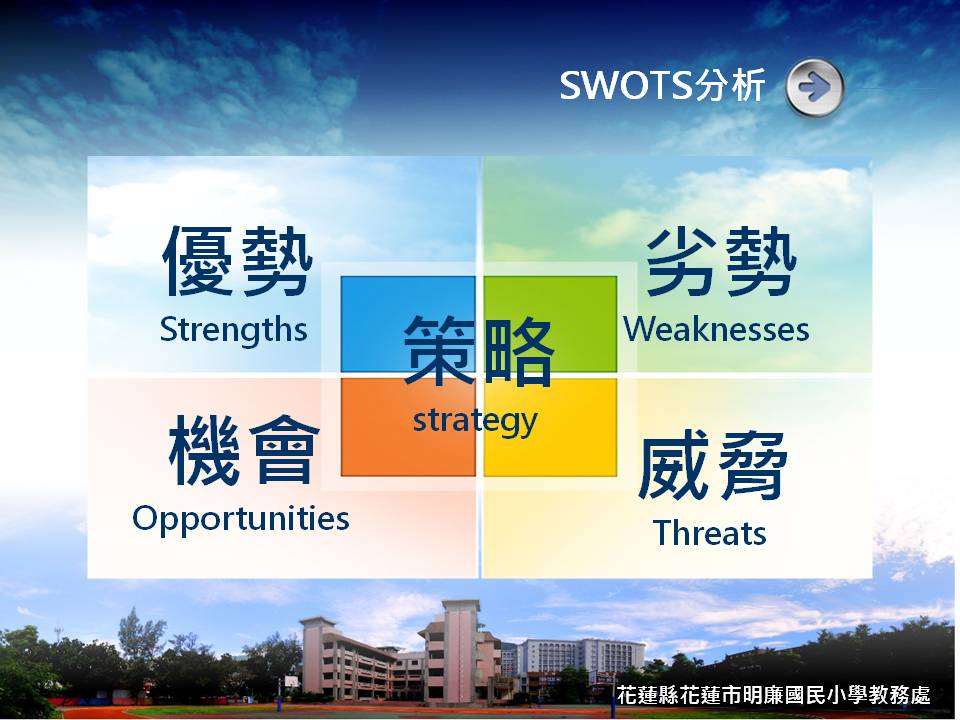 SWOTS分析
優勢
Strengths
劣勢
Weaknesses
策略
strategy
機會
Opportunities
威脅
Threats
花蓮縣花蓮市明廉國民小學教務處